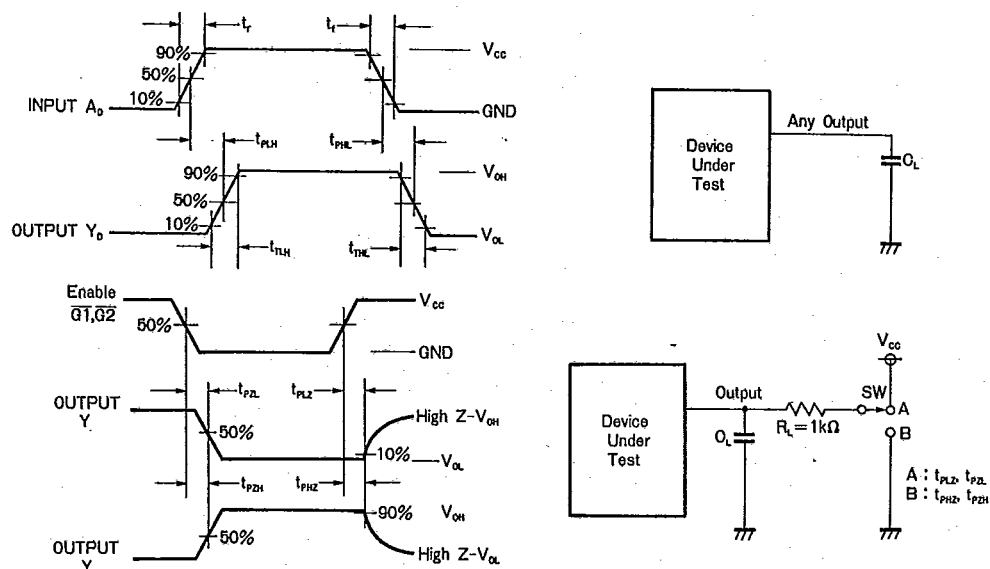 tr
tf
90%
VCC
50%
10%
INPUT AD
GND
tPLH
tPHL
90%
VOH
50%
10%
OUTPUT YD
VOL
tTLH
tTHL
Device
Under
Test
Any Output
CL
Enable
G1,G2
50%
VCC
GND
tPZL
tPLZ
OUTPUT
Y
50%
High Z-VOH
10%
VOL
tPZH
tPHZ
VOH
90%
50%
OUTPUT
Y
High Z-VOL
Device
Under
Test
Output
CL
RL=1kΩ
VCC
SW
A
B
A : tPLZ, tPZL
B : tPHZ, tPZH